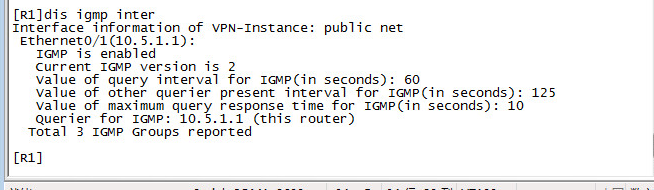 [R1]dis igmp inter
Interface information of VPN-Instance: public net
Ethernet0/1(10.5.1.1):
IGMP is enabled
Current IGMP version is 2
Value of query interval for IGMP(in seconds): 60
Value of other querier present interval for IGMP(in seconds): 125
Value of maximum query response time for IGMP(in seconds): 10
Querier for IGMP: 10.5.1.1 (this router)
Total 3 IGMP Groups reported
[R1]